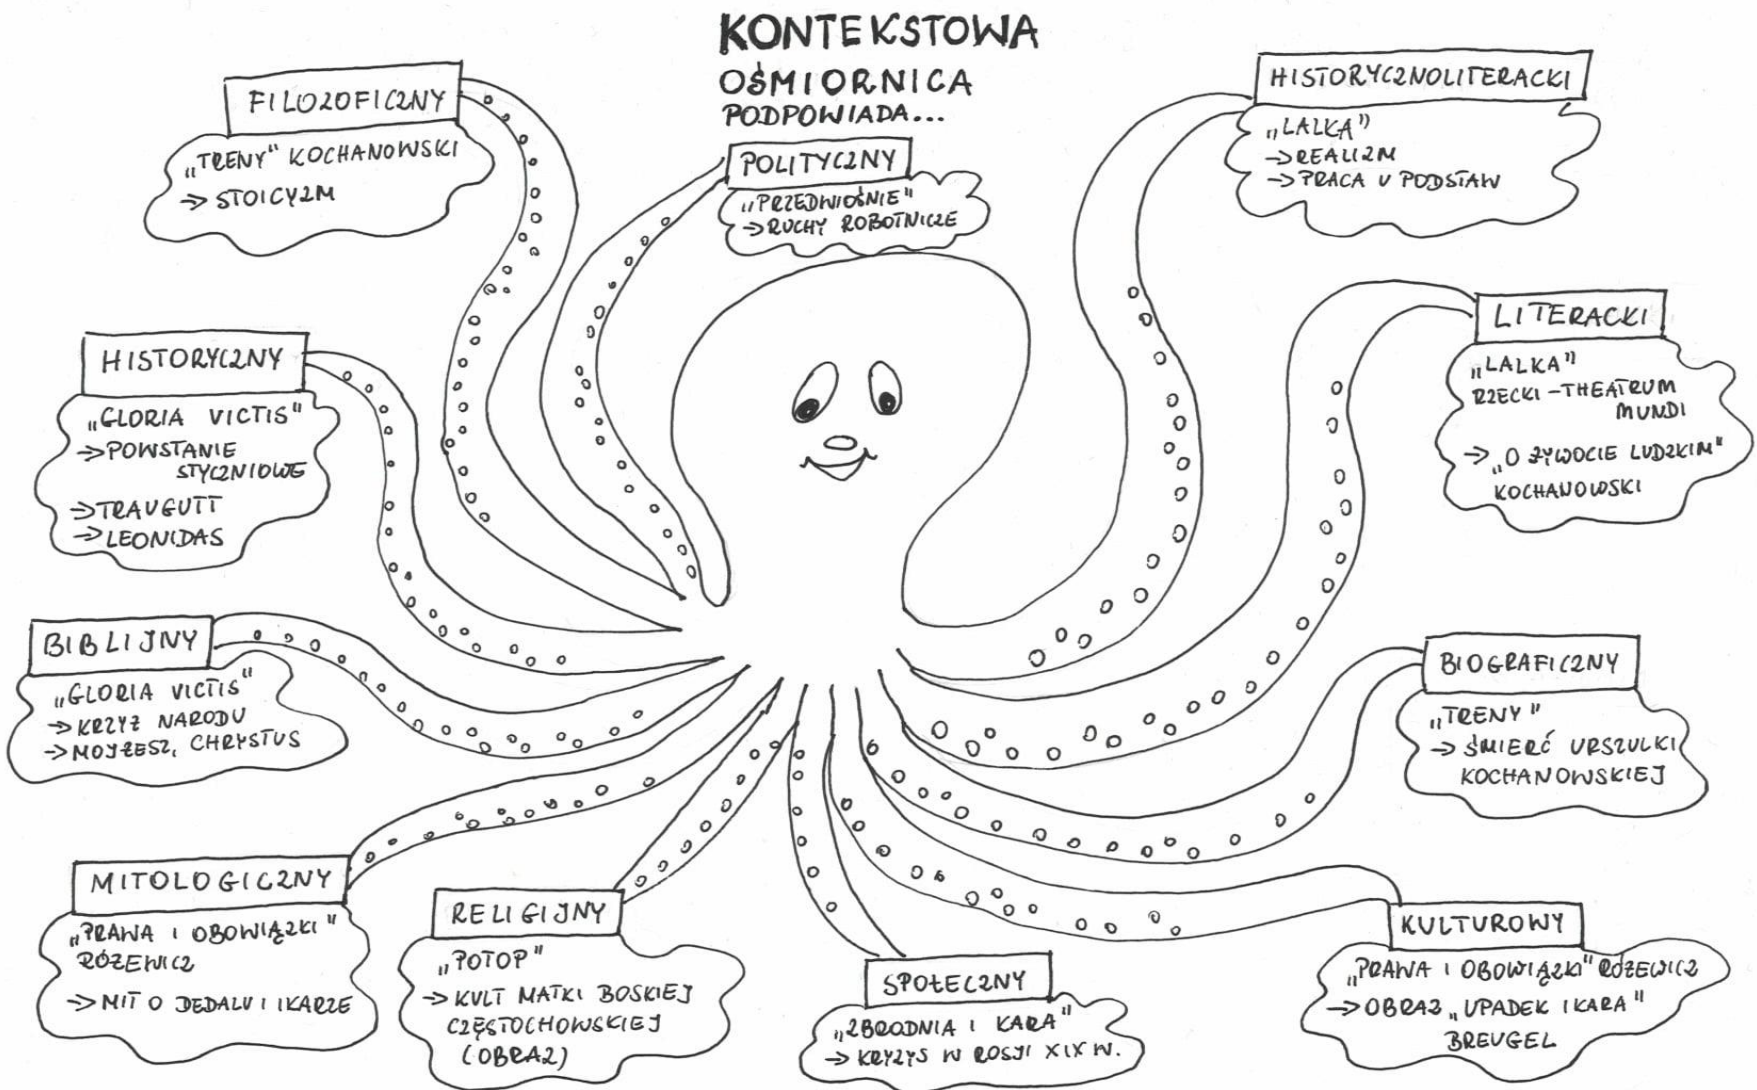 KONTEKSTOWA
OŚMIORNICA
PODPOWIADA...
FILOZOFICZNY
„TRENY" KOCHANOWSKI
→ STOICYZM
POLITYCZNY
„PRZEDWIOŚNIE"
→ RUCHY ROBOTNICZE
HISTORYCZNOLITERACKI
„LALKA"
→ REALIZM
→ PRACA U PODSTAW
HISTORYCZNY
„GLORIA VICTIS"
→ POWSTANIE
STYCZNIOWE
→ TRAUGUTT
→ LEONIDAS
LITERACKI
„LALKA"
RZECKI – THEATRUM
MUNDI
→ „O ŻYWOCIE LUDZKIM"
KOCHANOWSKI
BIBLIJNY
„GLORIA VICTIS"
→ KRZYŻ NARODU
→ MOJŻESZ, CHRYSTUS
BIOGRAFICZNY
„TRENY"
→ ŚMIERĆ URSZULKI
KOCHANOWSKIEJ
MITOLOGICZNY
„PRAWA I OBOWIĄZKI"
RÓŻEWICZ
→ MIT O DEDALU I IKARZE
RELIGIJNY
„POTOP"
→ KULT MATKI BOSKIEJ
CZĘSTOCHOWSKIEJ
(OBRAZ)
SPOŁECZNY
„ZBRODNIA I KARA"
→ KRYZYS W ROSJI XIX W.
KULTUROWY
„PRAWA I OBOWIĄZKI" RÓŻEWICZ
→ OBRAZ „UPADEK IKARA"
BREUGEL